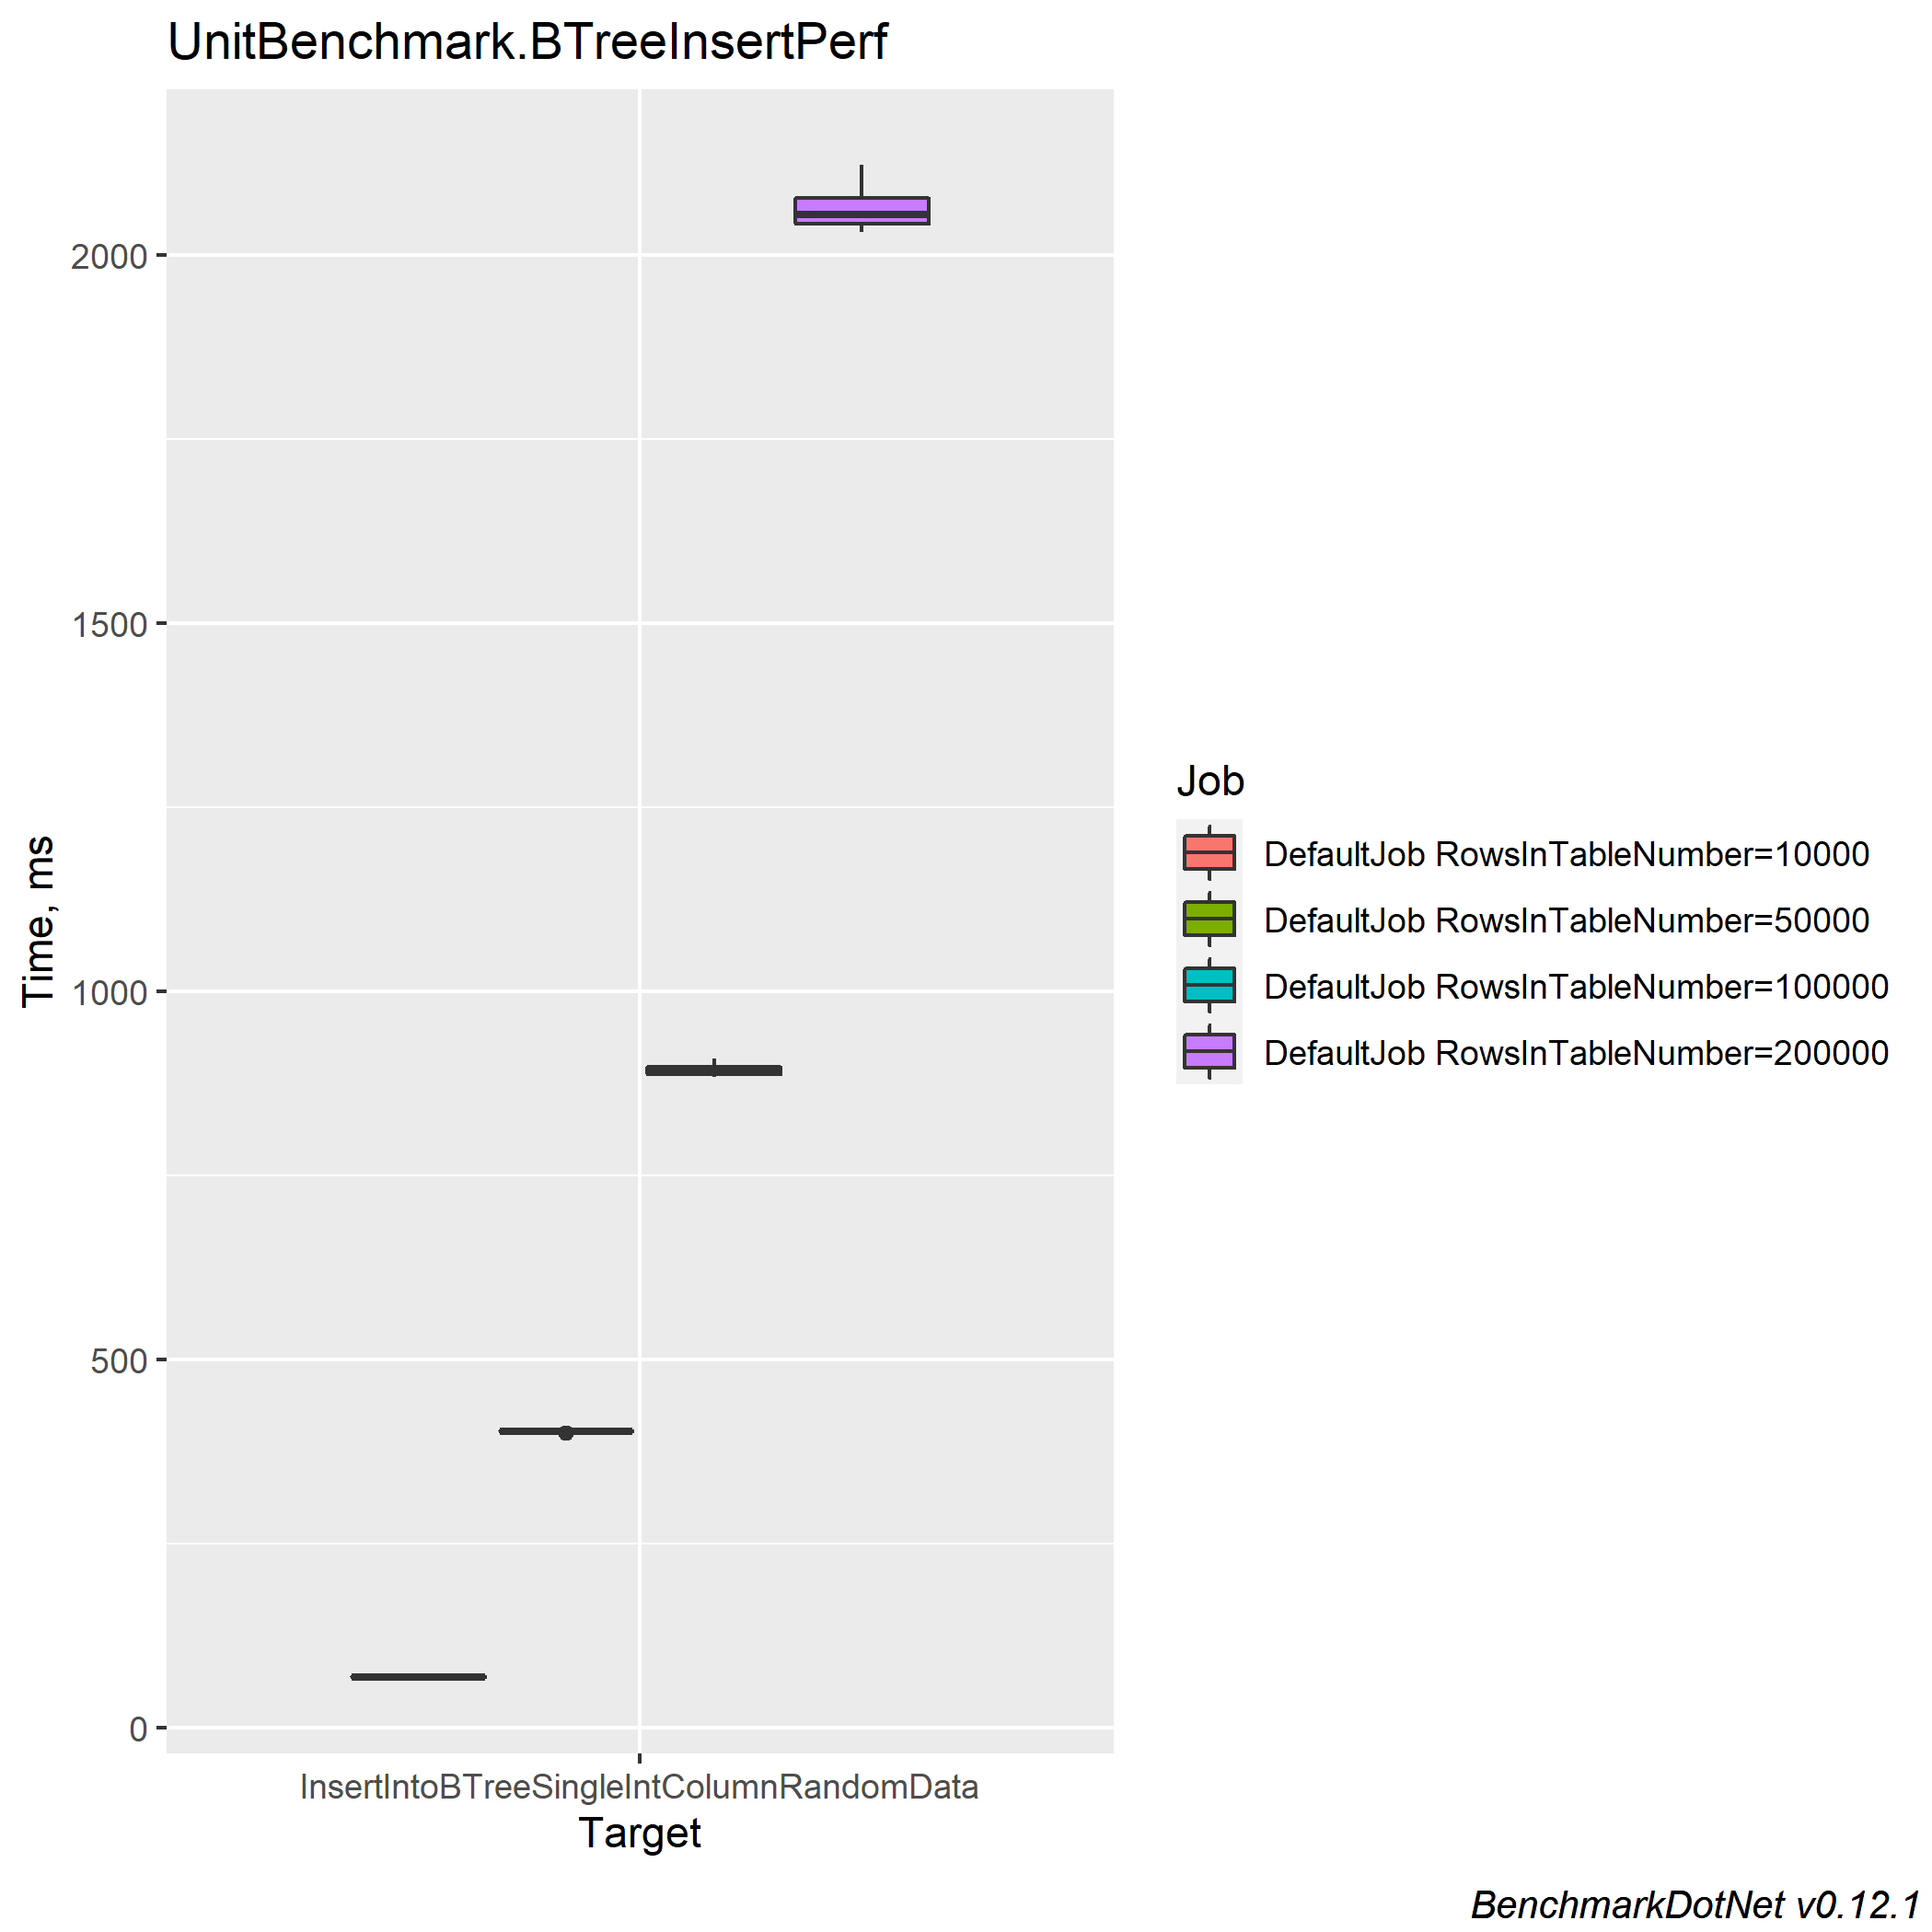 UnitBenchmark.BTreeInsertPerf
Time, ms
2000
1500
1000
500
0
InsertIntoBTreeSingleIntColumnRandomData
Target
Job
DefaultJob RowsInTableNumber=10000
DefaultJob RowsInTableNumber=50000
DefaultJob RowsInTableNumber=100000
DefaultJob RowsInTableNumber=200000
BenchmarkDotNet v0.12.1